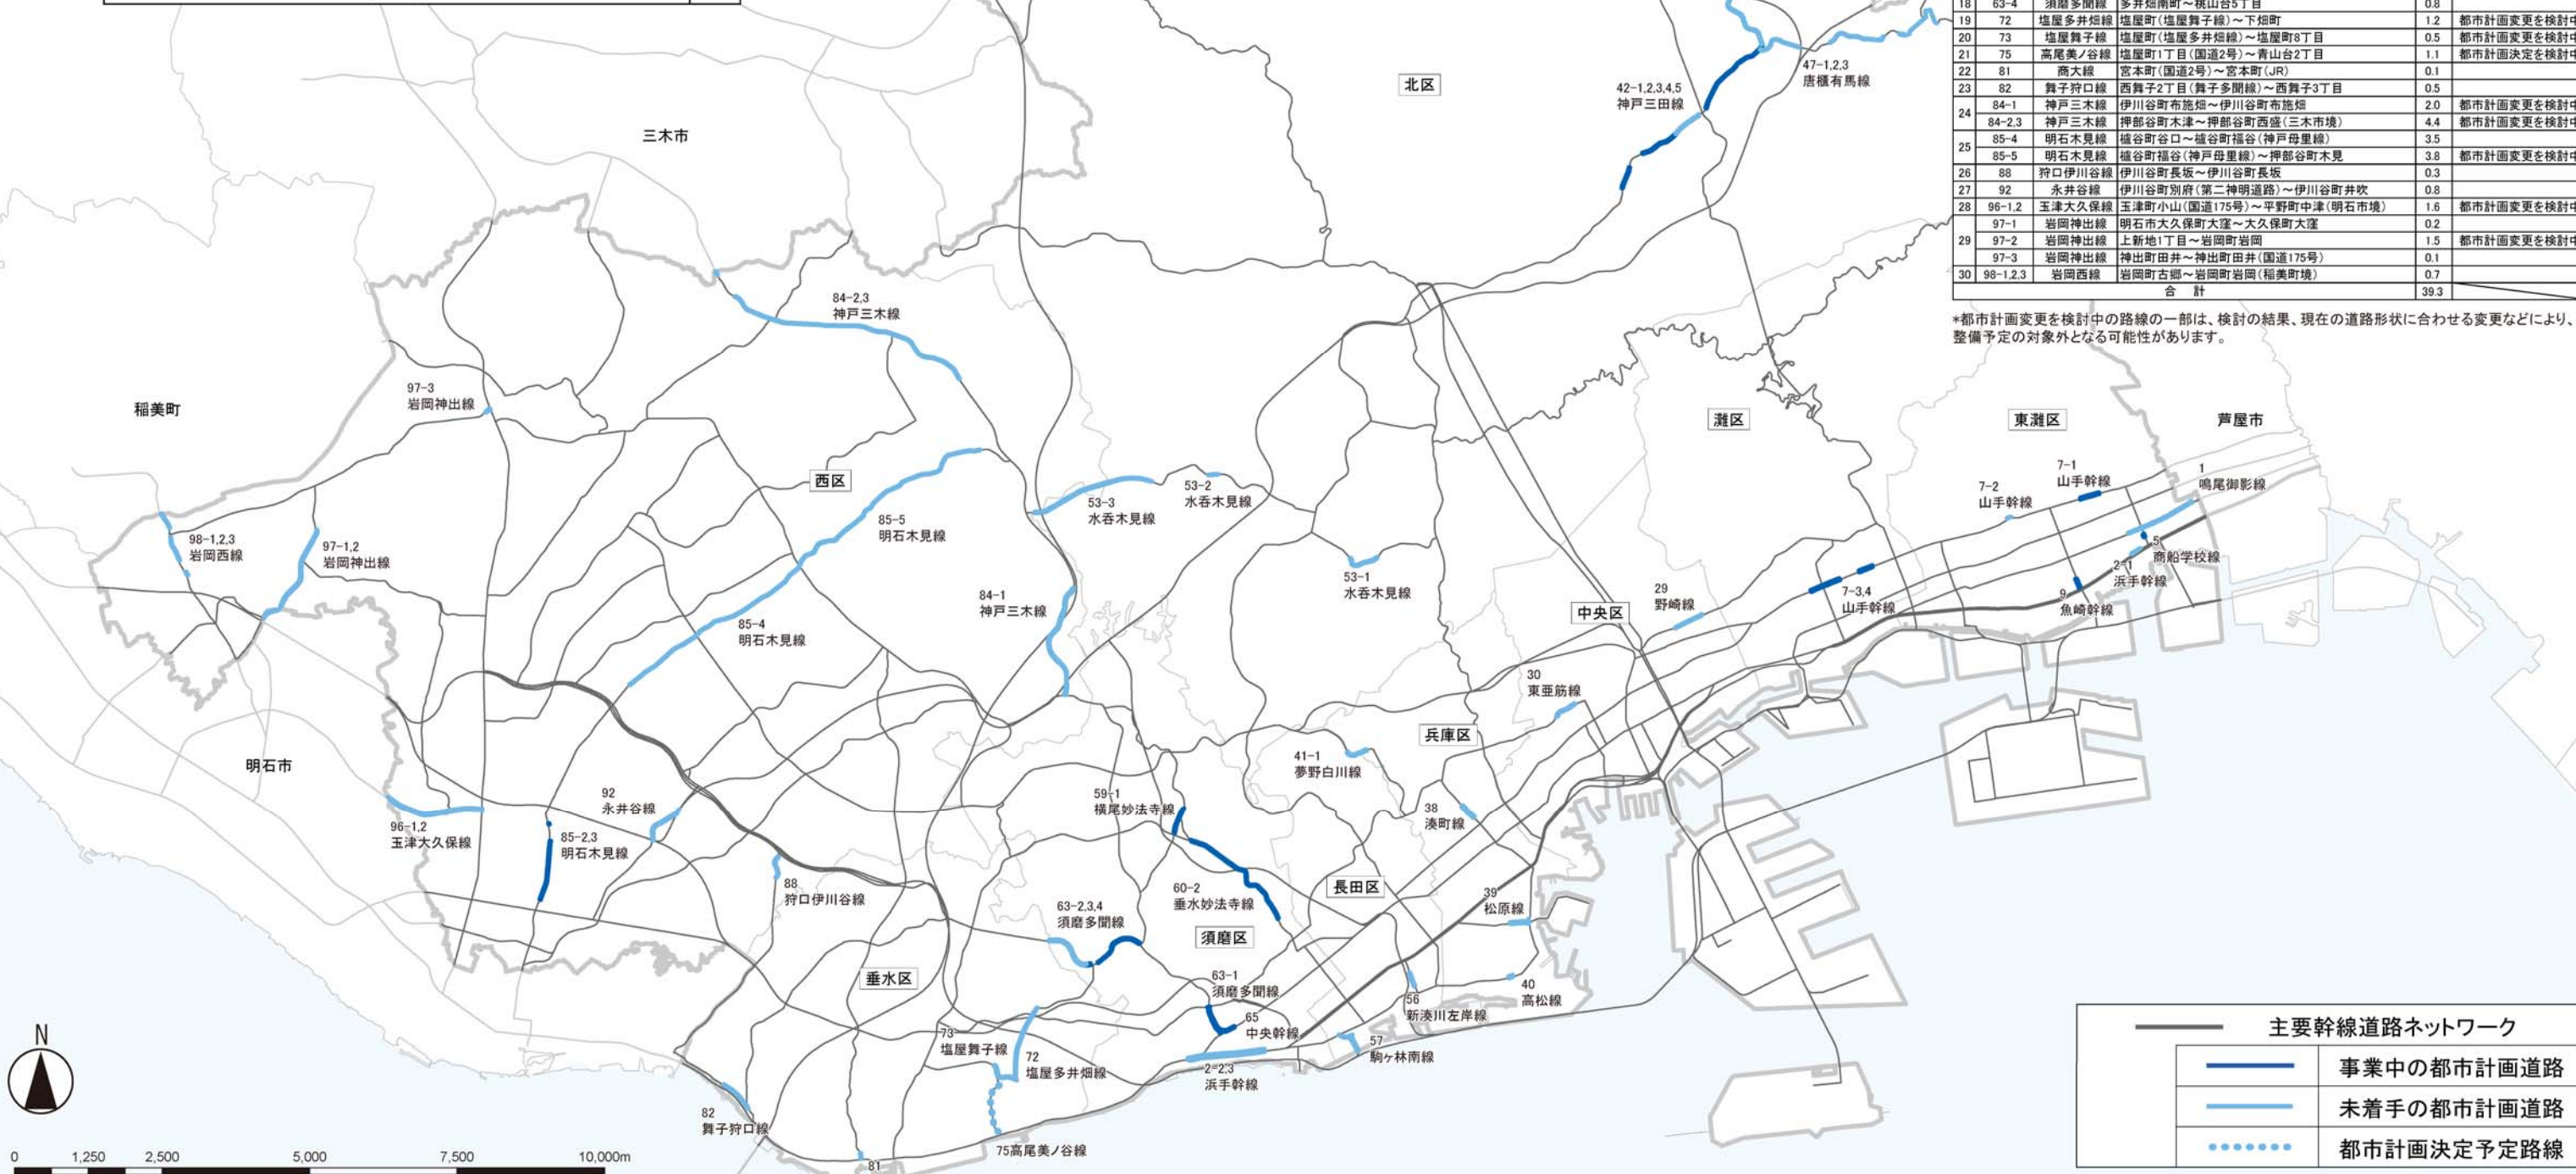 18 63-4 須磨多聞線 多井畑南町～桃山台5丁目 0.8
19 72 塩屋多井畑線 塩屋町(塩屋舞子線)～下畑町 1.2 都市計画変更を検討中
20 73 塩屋舞子線 塩屋町(塩屋多井畑線)～塩屋町8丁目 0.5 都市計画変更を検討中
21 75 高尾美ノ谷線 塩屋町1丁目(国道2号)～青山台2丁目 1.1 都市計画決定を検討中
22 81 商大線 宮本町(国道2号)～宮本町(JR) 0.1
23 82 舞子狩口線 西舞子2丁目(舞子多聞線)～西舞子3丁目 0.5
24 84-1 神戸三木線 伊川谷町布施畑～伊川谷町布施畑 2.0 都市計画変更を検討中
84-2,3 神戸三木線 押部谷町木津～押部谷町西盛(三木市境) 4.4 都市計画変更を検討中
25 85-4 明石木見線 櫨谷町谷口～櫨谷町福谷(神戸母里線) 3.5
85-5 明石木見線 櫨谷町福谷(神戸母里線)～押部谷町木見 3.8 都市計画変更を検討中
26 88 狩口伊川谷線 伊川谷町長坂～伊川谷町長坂 0.3
27 92 永井谷線 伊川谷町別府(第二神明道路)～伊川谷町井吹 0.8
28 96-1,2 玉津大久保線 玉津町小山(国道175号)～平野町中津(明石市境) 1.6 都市計画変更を検討中
29 97-1 岩岡神出線 明石市大久保町大窪～大久保町大窪 0.2
97-2 岩岡神出線 上新地1丁目～岩岡町岩岡 1.5 都市計画変更を検討中
97-3 岩岡神出線 神出町田井～神出町田井(国道175号) 0.1
30 98-1,2,3 岩岡西線 岩岡町古郷～岩岡町岩岡(稲美町境) 0.7
合 計 39.3
*都市計画変更を検討中の路線の一部は、検討の結果、現在の道路形状に合わせる変更などにより、
整備予定の対象外となる可能性があります。
47-1,2,3
唐櫃有馬線
北区
42-1,2,3,4,5
神戸三田線
三木市
84-2,3
神戸三木線
97-3
岩岡神出線
稲美町
灘区
東灘区
芦屋市
西区
7-1
山手幹線
1
鳴尾御影線
7-2
山手幹線
53-2
水呑木見線
53-3
水呑木見線
85-5
明石木見線
98-1,2,3
岩岡西線
97-1,2
岩岡神出線
5
商船学校線
2-1
浜手幹線
53-1
水呑木見線
29
野崎線
中央区
7-3,4
山手幹線
9
魚崎幹線
84-1
神戸三木線
85-4
明石木見線
30
東亜筋線
兵庫区
明石市
41-1
夢野白川線
92
永井谷線
59-1
横尾妙法寺線
38
湊町線
96-1,2
玉津大久保線
85-2,3
明石木見線
88
狩口伊川谷線
60-2
垂水妙法寺線
長田区
39
松原線
63-2,3,4
須磨多聞線
須磨区
垂水区
63-1
須磨多聞線
40
高松線
56
新湊川左岸線
65
中央幹線
73
塩屋舞子線
72
塩屋多井畑線
57
駒ヶ林南線
2-2,3
浜手幹線
82
舞子狩口線
75高尾美ノ谷線
81
N
0 1,250 2,500 5,000 7,500 10,000m
主要幹線道路ネットワーク
事業中の都市計画道路
未着手の都市計画道路
都市計画決定予定路線